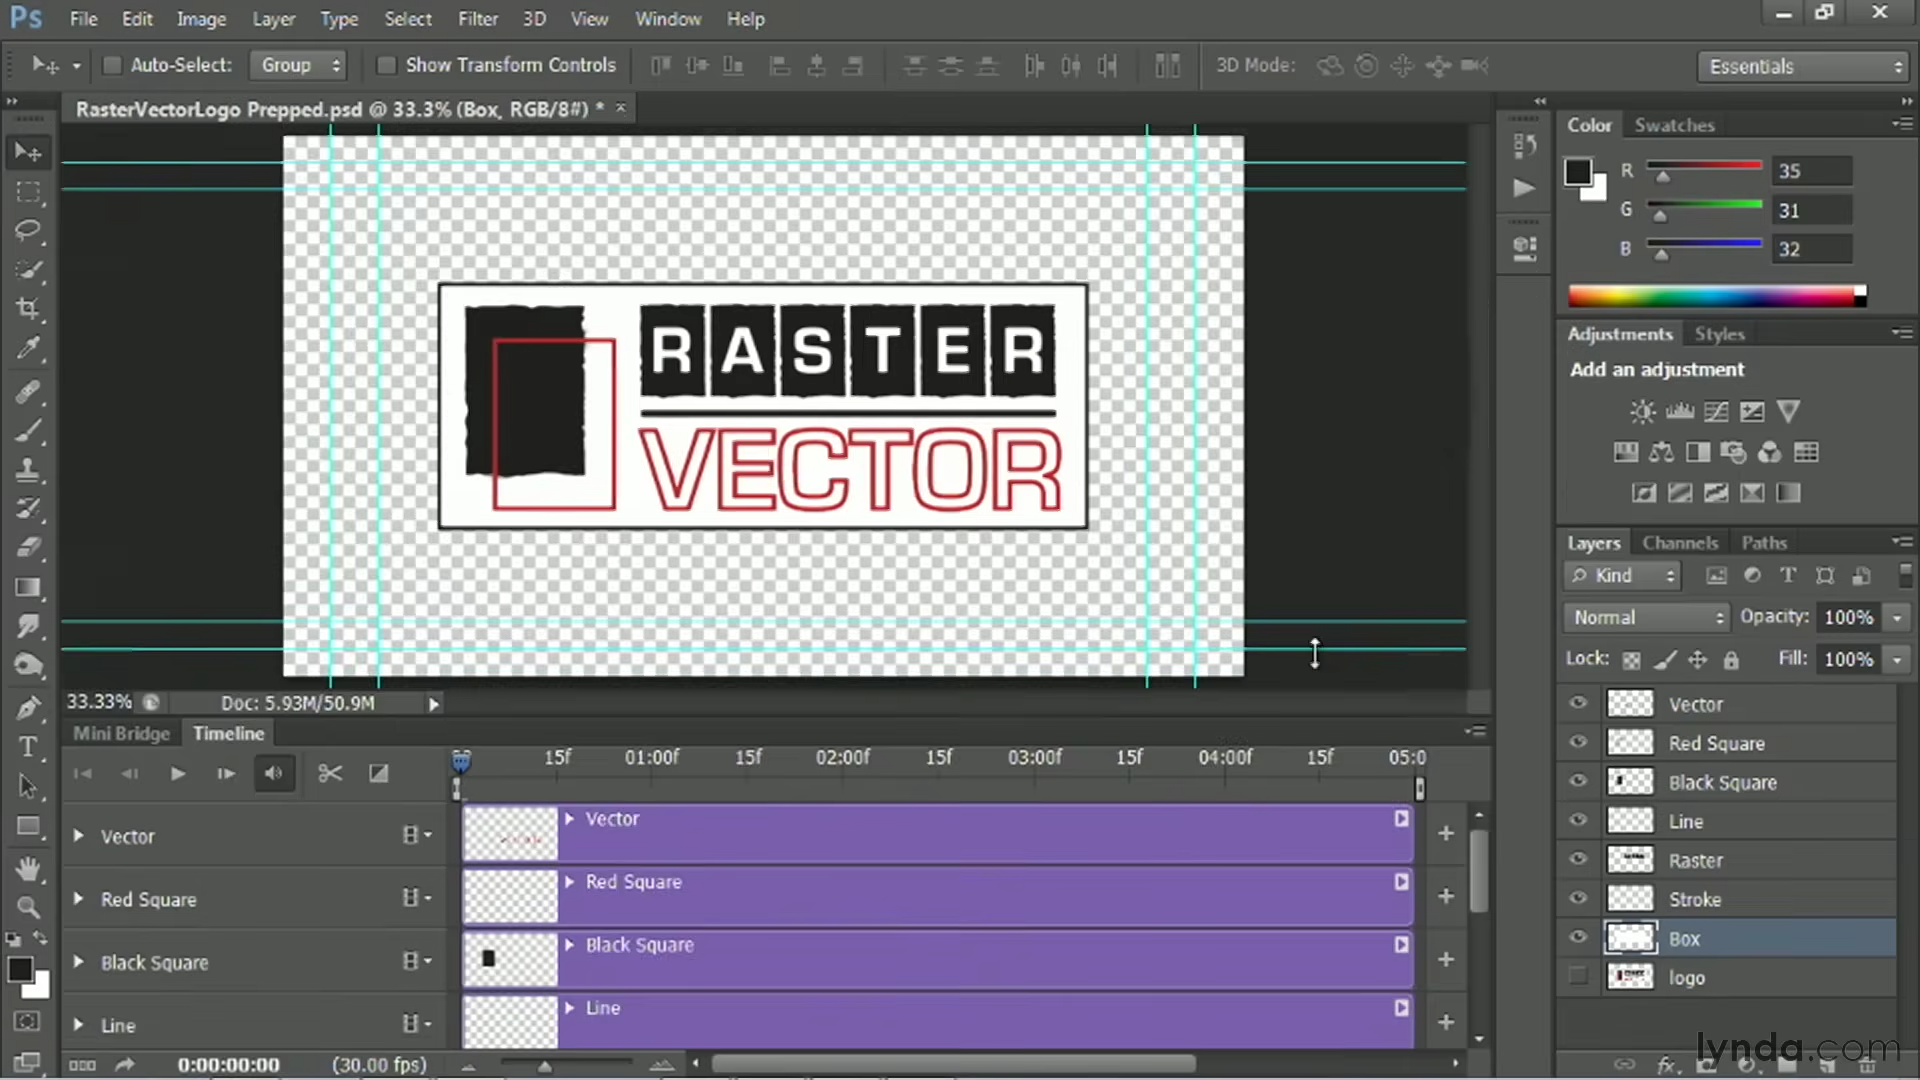 Ps File Edit Image Layer Type Select Filter 3D View Window Help
Auto-Select: Group Show Transform Controls 3D Mode: Essentials
RasterVectorLogo Prepped.psd @ 33.3% (Box, RGB/8#) *
RASTER
VECTOR
33.33% Doc: 5.93M/50.9M
Mini Bridge Timeline
15f 01:00f 15f 02:00f 15f 03:00f 15f 04:00f 15f 05:0
Vector Vector
Red Square Red Square
Black Square Black Square
Line Line
0:00:00:00 (30.00 fps)
Color Swatches
R 35
G 31
B 32
Adjustments Styles
Add an adjustment
Layers Channels Paths
Kind
Normal Opacity: 100%
Lock: Fill: 100%
Vector
Red Square
Black Square
Line
Raster
Stroke
Box
logo
lynda.com